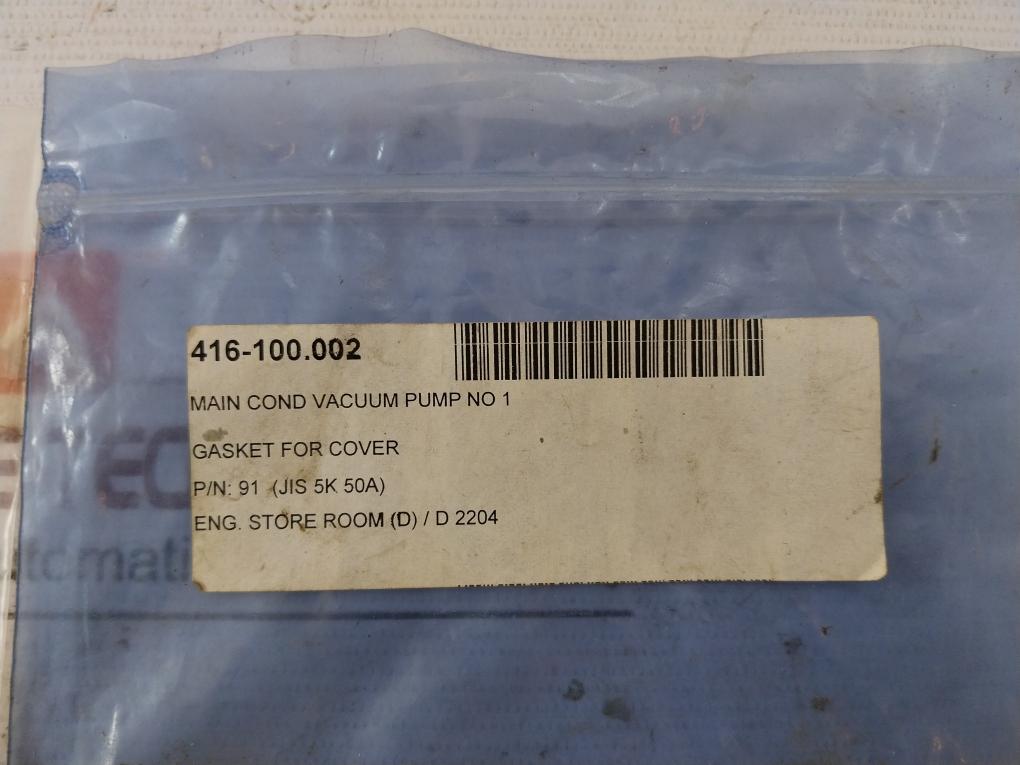 416-100.002
MAIN COND VACUUM PUMP NO 1
GASKET FOR COVER
P/N: 91 (JIS 5K 50A)
ENG. STORE ROOM (D) / D 2204